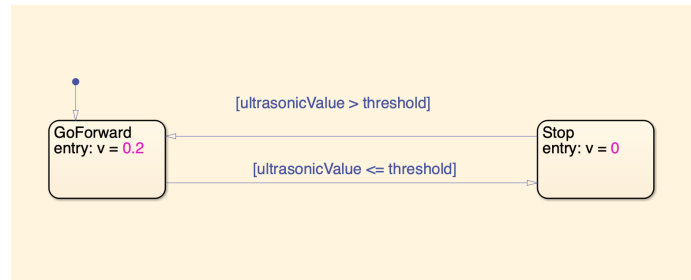 [ultrasonicValue > threshold]
GoForward
entry: v = 0.2
Stop
entry: v = 0
[ultrasonicValue <= threshold]